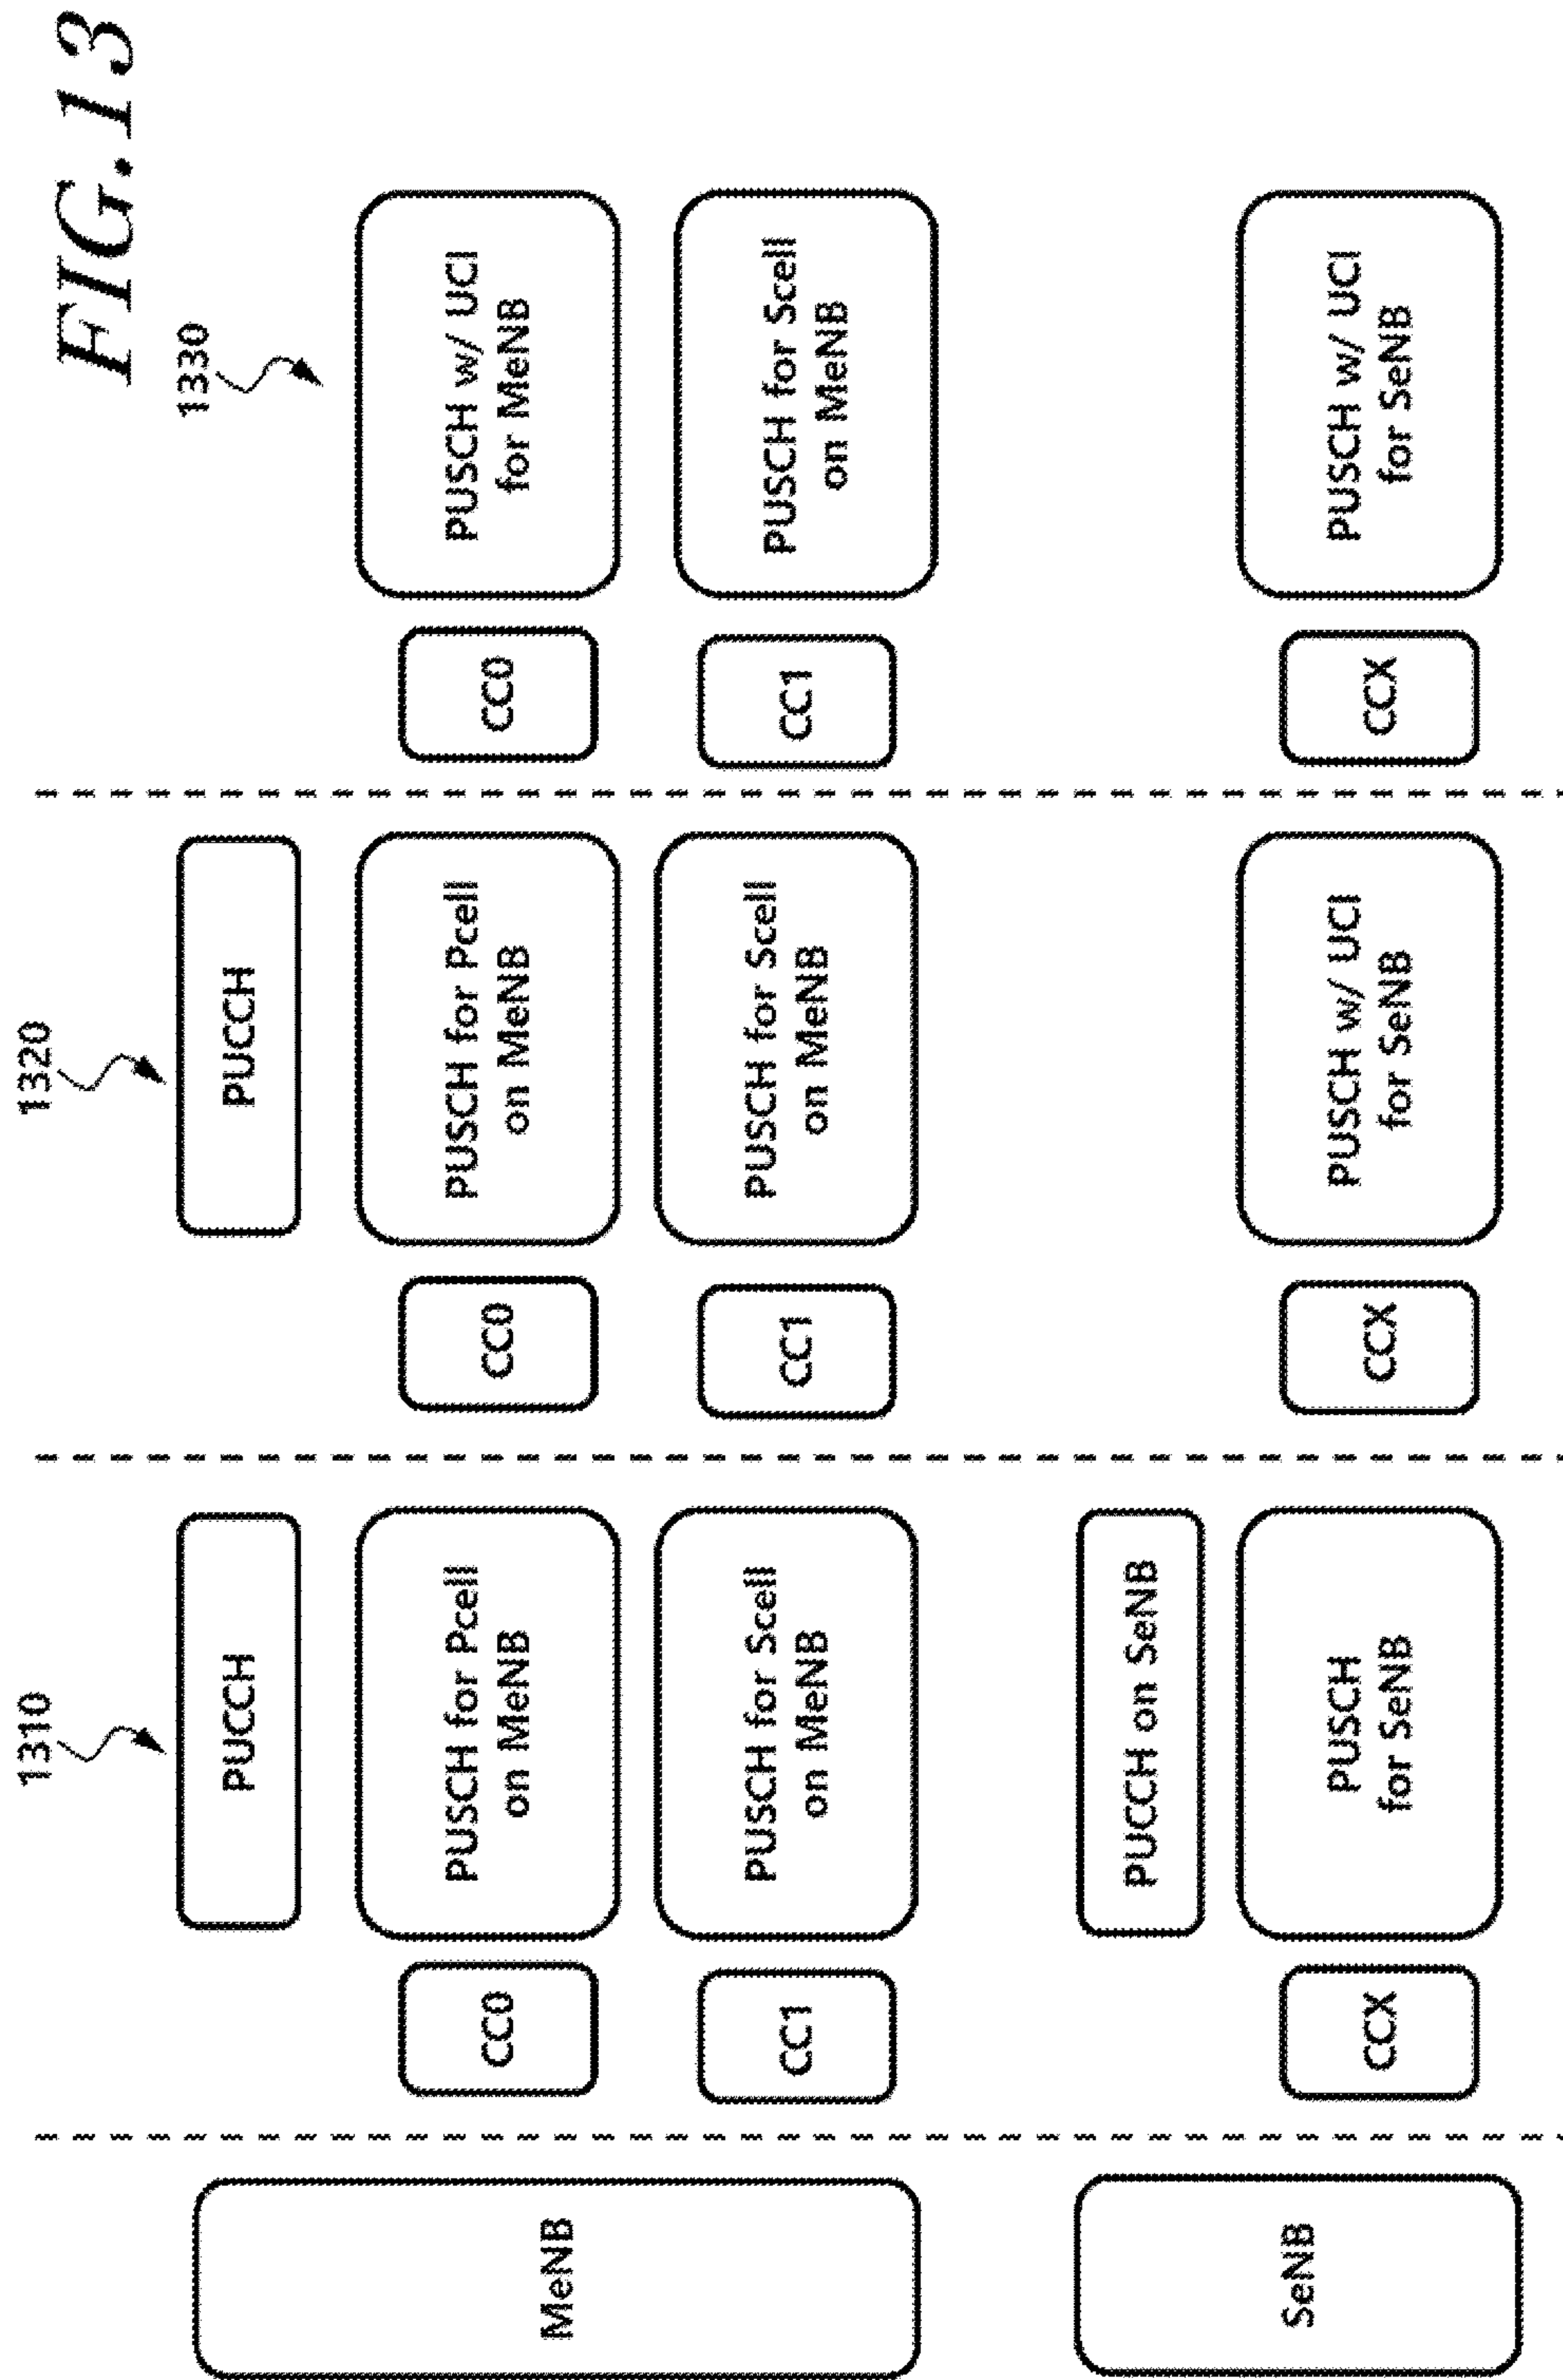 FIG.13
1310
1320
1330
MeNB
PUCCH
PUCCH
CC0
PUSCH for Pcell
on MeNB
CC0
PUSCH for Pcell
on MeNB
CC0
PUSCH w/ UCI
for MeNB
CC1
PUSCH for Scell
on MeNB
CC1
PUSCH for Scell
on MeNB
CC1
PUSCH for Scell
on MeNB
SeNB
PUCCH on SeNB
CCX
PUSCH
for SeNB
CCX
PUSCH w/ UCI
for SeNB
CCX
PUSCH w/ UCI
for SeNB